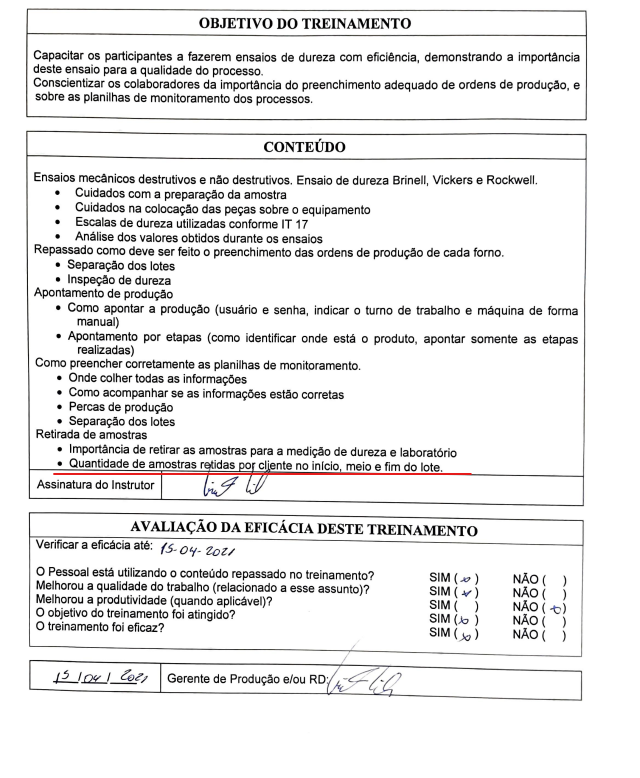 OBJETIVO DO TREINAMENTO
Capacitar os participantes a fazerem ensaios de dureza com eficiência, demonstrando a importância
deste ensaio para a qualidade do processo.
Conscientizar os colaboradores da importância do preenchimento adequado de ordens de produção, e
sobre as planilhas de monitoramento dos processos.
CONTEÚDO
Ensaios mecânicos destrutivos e não destrutivos. Ensaio de dureza Brinell, Vickers e Rockwell.
• Cuidados com a preparação da amostra
• Cuidados na colocação das peças sobre o equipamento
• Escalas de dureza utilizadas conforme IT 17
• Análise dos valores obtidos durante os ensaios
Repassado como deve ser feito o preenchimento das ordens de produção de cada forno.
• Separação dos lotes
• Inspeção de dureza
Apontamento de produção
• Como apontar a produção (usuário e senha, indicar o turno de trabalho e máquina de forma
manual)
• Apontamento por etapas (como identificar onde está o produto, apontar somente as etapas
realizadas)
Como preencher corretamente as planilhas de monitoramento.
• Onde colher todas as informações
• Como acompanhar se as informações estão corretas
• Percas de produção
• Separação dos lotes
Retirada de amostras
• Importância de retirar as amostras para a medição de dureza e laboratório
• Quantidade de amostras retidas por cliente no início, meio e fim do lote.
Assinatura do Instrutor
AVALIAÇÃO DA EFICÁCIA DESTE TREINAMENTO
Verificar a eficácia até: 15-04-2021
O Pessoal está utilizando o conteúdo repassado no treinamento? SIM (x) NÃO ( )
Melhorou a qualidade do trabalho (relacionado a esse assunto)? SIM (x) NÃO ( )
Melhorou a produtividade (quando aplicável)? SIM ( ) NÃO (x)
O objetivo do treinamento foi atingido? SIM (x) NÃO ( )
O treinamento foi eficaz? SIM (x) NÃO ( )
15/04/2021 Gerente de Produção e/ou RD: